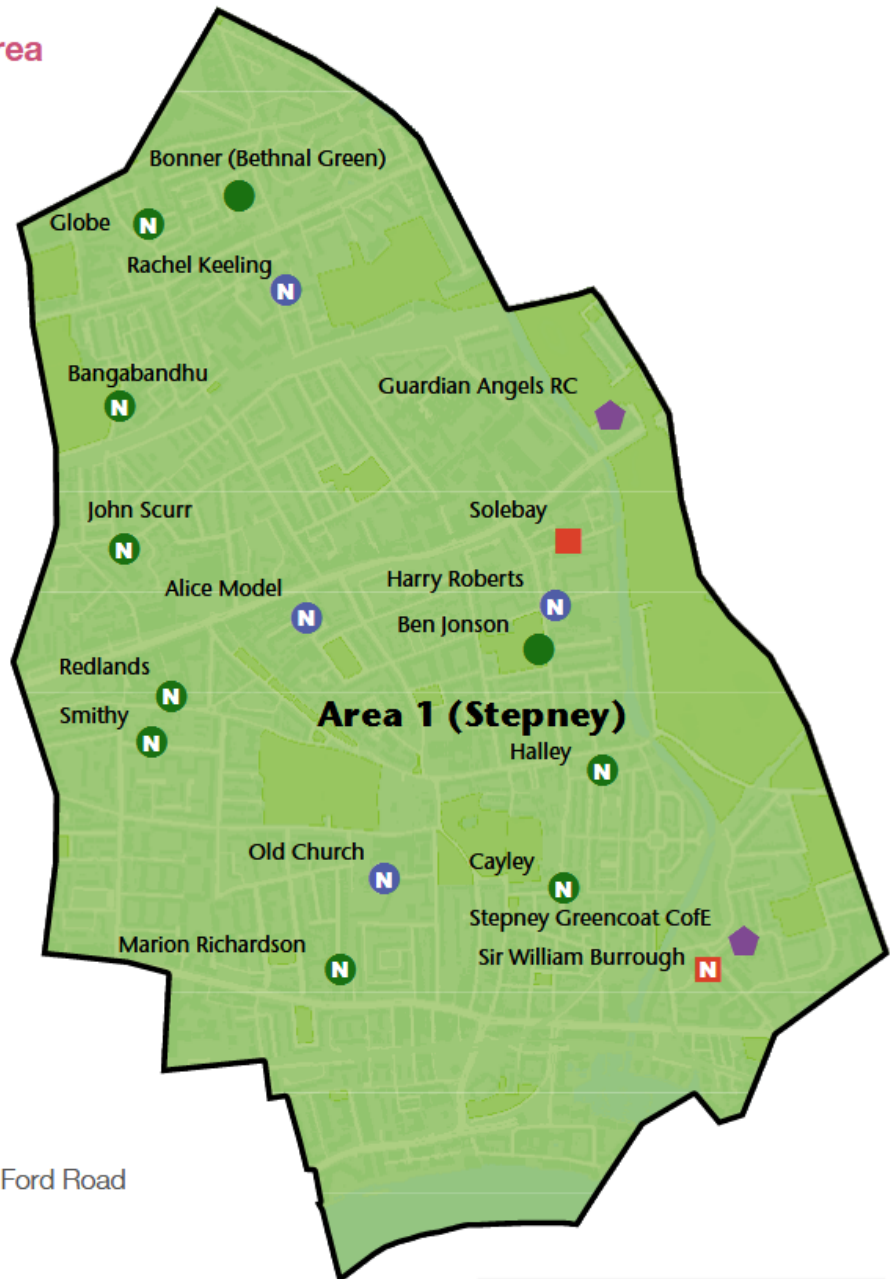 rea
Bonner (Bethnal Green)
Globe
N
Rachel Keeling
N
Bangabandhu
N
Guardian Angels RC
John Scurr
N
Solebay
Alice Model
N
Harry Roberts
N
Ben Jonson
Redlands
N
Smithy
N
Area 1 (Stepney)
Halley
N
Old Church
N
Cayley
N
Stepney Greencoat CofE
Marion Richardson
N
Sir William Burrough
N
Ford Road